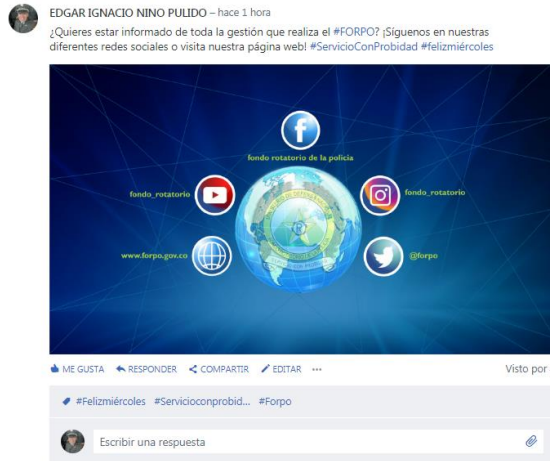 EDGAR IGNACIO NINO PULIDO – hace 1 hora
¿Quieres estar informado de toda la gestión que realiza el #FORPO? ¡Síguenos en nuestras
diferentes redes sociales o visita nuestra página web! #ServicioConProbidad #felizmiércoles
fondo rotatorio de la policia
fondo_rotatorio
fondo_rotatorio
www.forpo.gov.co
@forpo
ME GUSTA RESPONDER COMPARTIR EDITAR ••• Visto por
#Felizmiércoles #Servicioconprobid... #Forpo
Escribir una respuesta